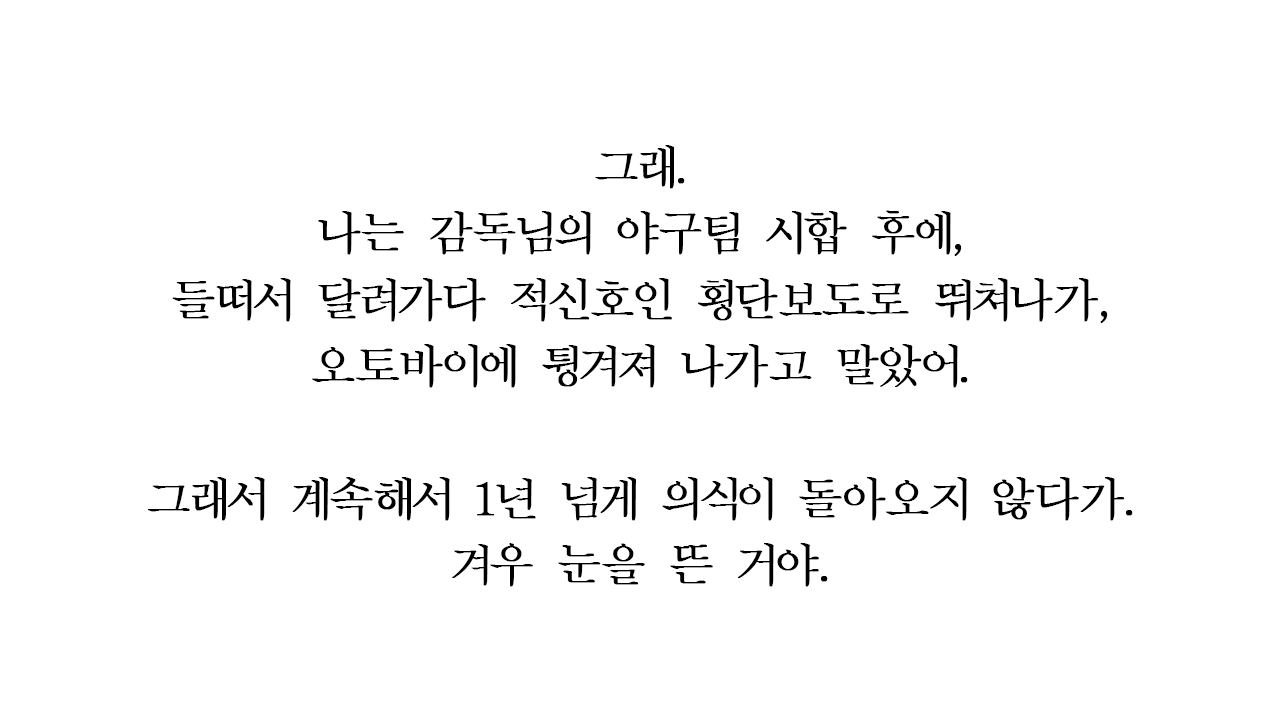 그래.
나는 감독님의 야구팀 시합 후에,
들떠서 달려가다 적신호인 횡단보도로 뛰쳐나가,
오토바이에 튕겨져 나가고 말았어.
그래서 계속해서 1년 넘게 의식이 돌아오지 않다가.
겨우 눈을 뜬 거야.